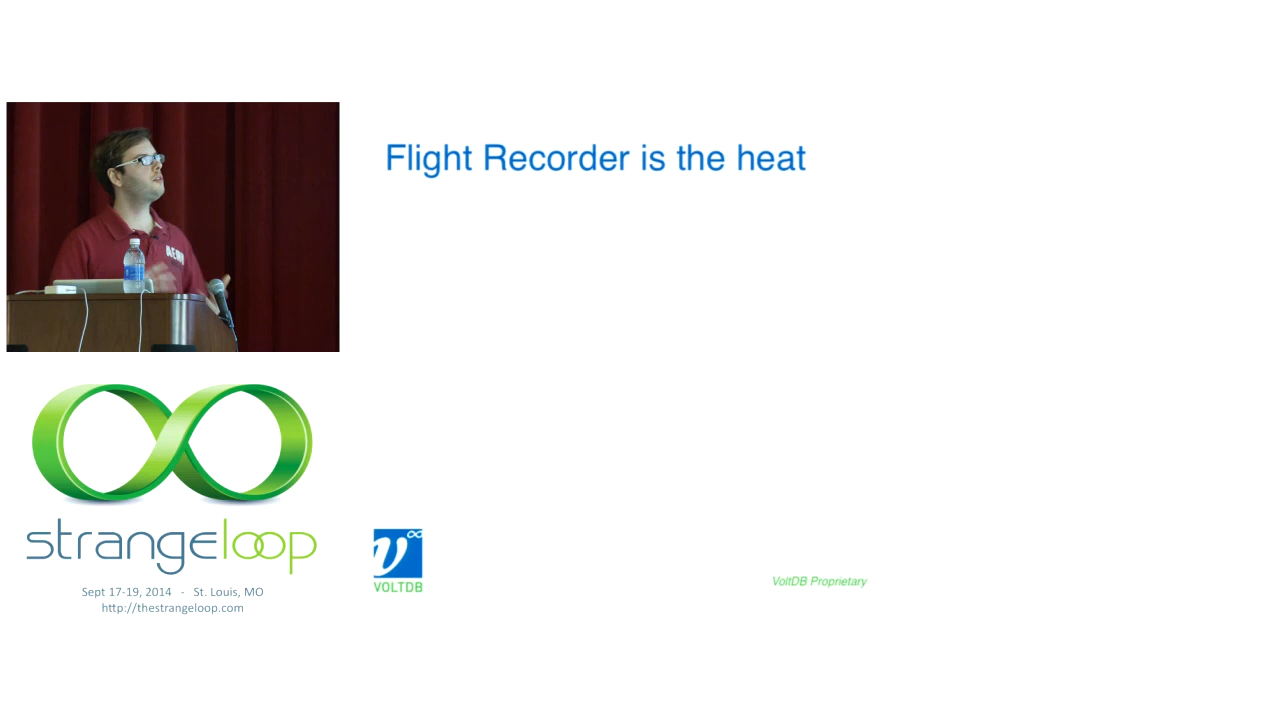 Flight Recorder is the heat
strangeloop
Sept 17-19, 2014 - St. Louis, MO
http://thestrangeloop.com
VOLTDB
VoltDB Proprietary